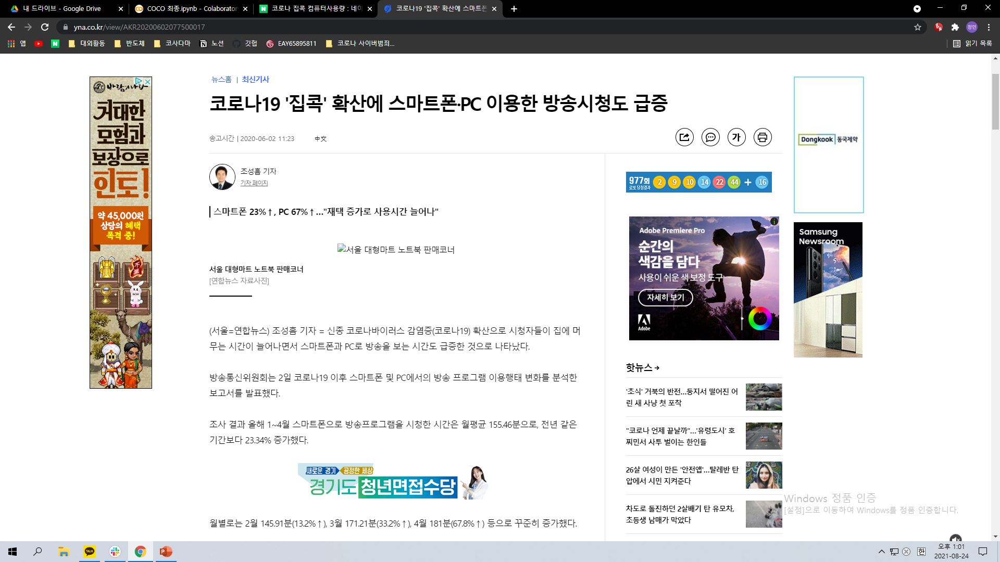 내 드라이브 - Google Drive
COCO 최종.ipynb - Colaboratory
코로나 집콕 컴퓨터사용량 : 네이
코로나19 '집콕' 확산에 스마트폰
yna.co.kr/view/AKR20200602077500017
정민
앱
대외활동
반도체
코사다마
노션
깃헙
EAY65895811
코로나 사이버범죄...
읽기 목록
뉴스홈 | 최신기사
코로나19 '집콕' 확산에 스마트폰·PC 이용한 방송시청도 급증
송고시간 | 2020-06-02 11:23
中文
가
조성흠 기자
기자 페이지
스마트폰 23%↑, PC 67%↑..."재택 증가로 사용시간 늘어나"
서울 대형마트 노트북 판매코너
서울 대형마트 노트북 판매코너
[연합뉴스 자료사진]
(서울=연합뉴스) 조성흠 기자 = 신종 코로나바이러스 감염증(코로나19) 확산으로 시청자들이 집에 머
무는 시간이 늘어나면서 스마트폰과 PC로 방송을 보는 시간도 급증한 것으로 나타났다.
방송통신위원회는 2일 코로나19 이후 스마트폰 및 PC에서의 방송 프로그램 이용행태 변화를 분석한
보고서를 발표했다.
조사 결과 올해 1~4월 스마트폰으로 방송프로그램을 시청한 시간은 월평균 155.46분으로, 전년 같은
기간보다 23.34% 증가했다.
새로운 경기 공정한 세상
경기도 청년면접수당
월별로는 2월 145.91분(13.2%↑), 3월 171.21분(33.2%↑), 4월 181분(67.8%↑) 등으로 꾸준히 증가했다.
바람의나라
거대한
모험과
보상으로
인도!
약 45,000원
상당의 혜택
폭격 중!
977회
로또 당첨결과
2 9 10 14 22 44 + 16
Adobe Premiere Pro
순간의
색감을 담다
사용이 쉬운 색 보정 도구
자세히 보기
Adobe
핫뉴스
'초식' 거북의 반전...둥지서 떨어진 어
린 새 사냥 첫 포착
"코로나 언제 끝날까"...'유령도시' 호
찌민서 사투 벌이는 한인들
26살 여성이 만든 '안전앱'...탈레반 탄
압에서 시민 지켜준다
차도로 돌진하던 2살배기 탄 유모차,
초등생 남매가 막았다
Dongkook 동국제약
Samsung
Newsroom
Windows 정품 인증
[설정]으로 이동하여 Windows를 정품 인증합니다.
TALK
한
오후 1:01
2021-08-24